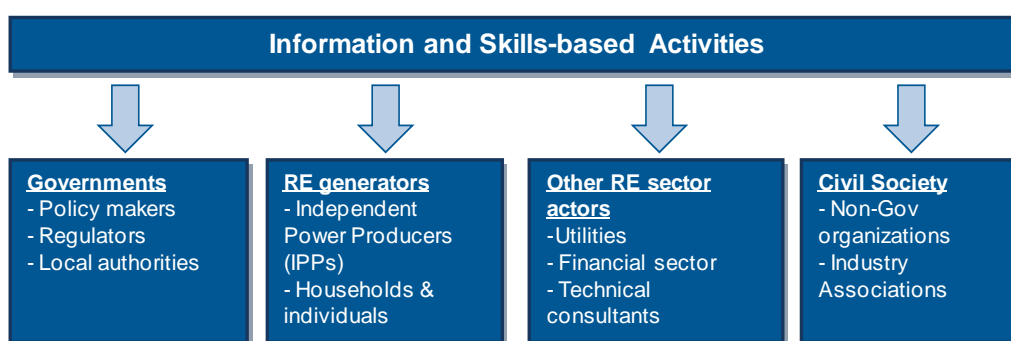 Information and Skills-based Activities
Governments
- Policy makers
- Regulators
- Local authorities
RE generators
- Independent
Power Producers
(IPPs)
- Households &
individuals
Other RE sector
actors
-Utilities
- Financial sector
- Technical
consultants
Civil Society
- Non-Gov
organizations
- Industry
Associations